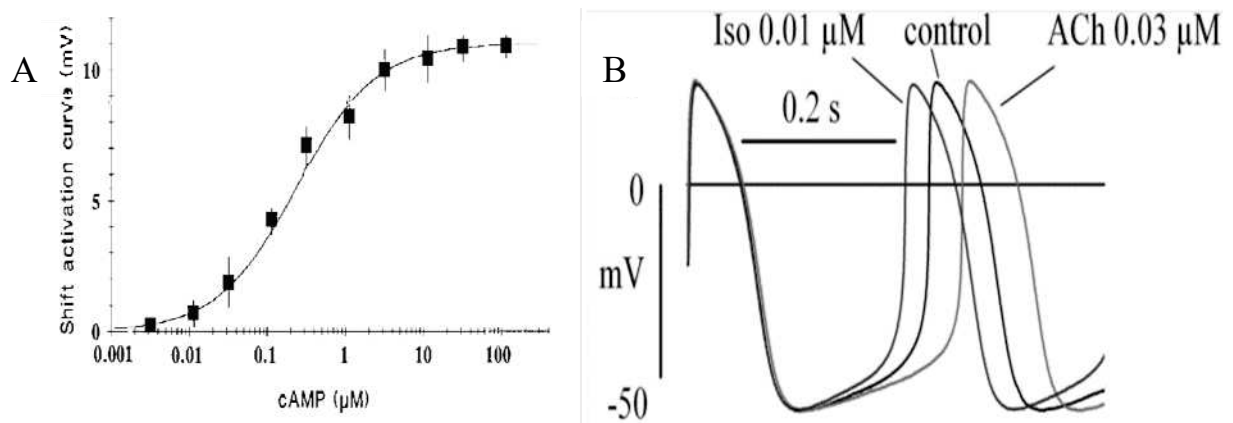 A
Shift activation curve (mV)
10
5
0
0.001 0.01 0.1 1 10 100
cAMP (µM)
B
Iso 0.01 µM control ACh 0.03 µM
0.2 s
0
mV
-50